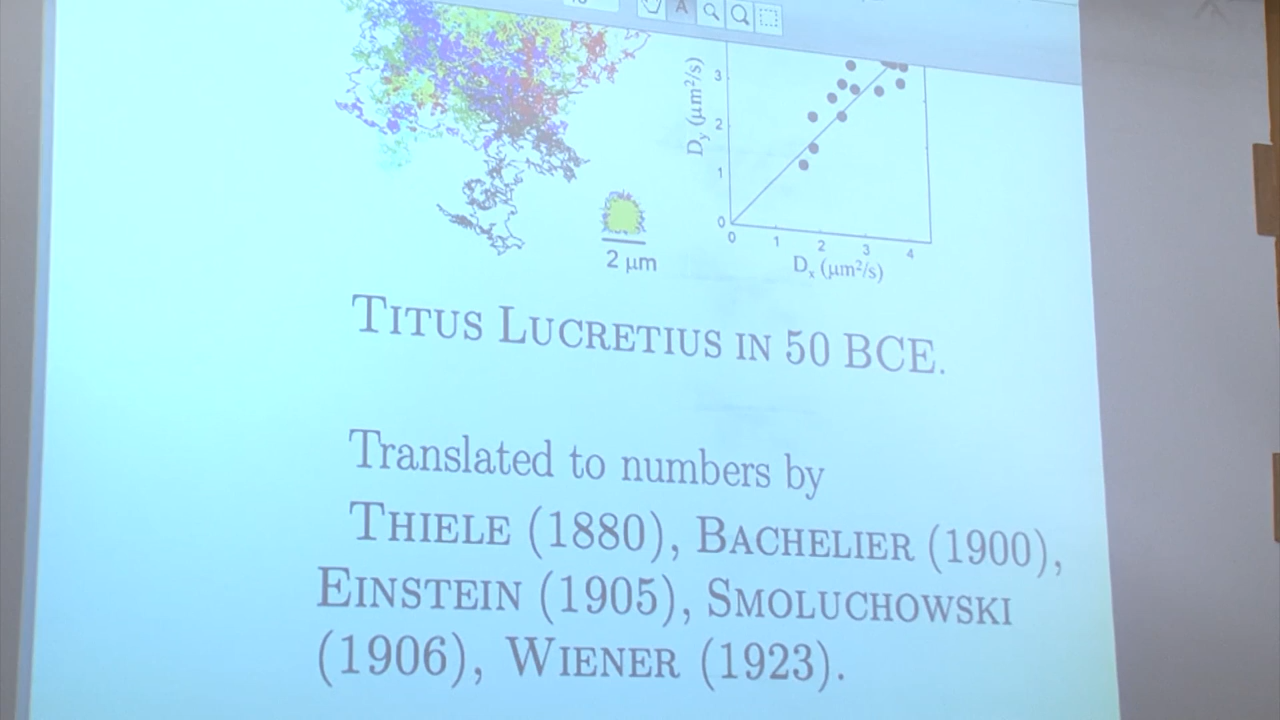 A
D_y (μm²/s)
3
2
1
0
0 1 2 3 4
D_x (μm²/s)
2 μm
TITUS LUCRETIUS IN 50 BCE.
Translated to numbers by
THIELE (1880), BACHELIER (1900),
EINSTEIN (1905), SMOLUCHOWSKI
(1906), WIENER (1923).